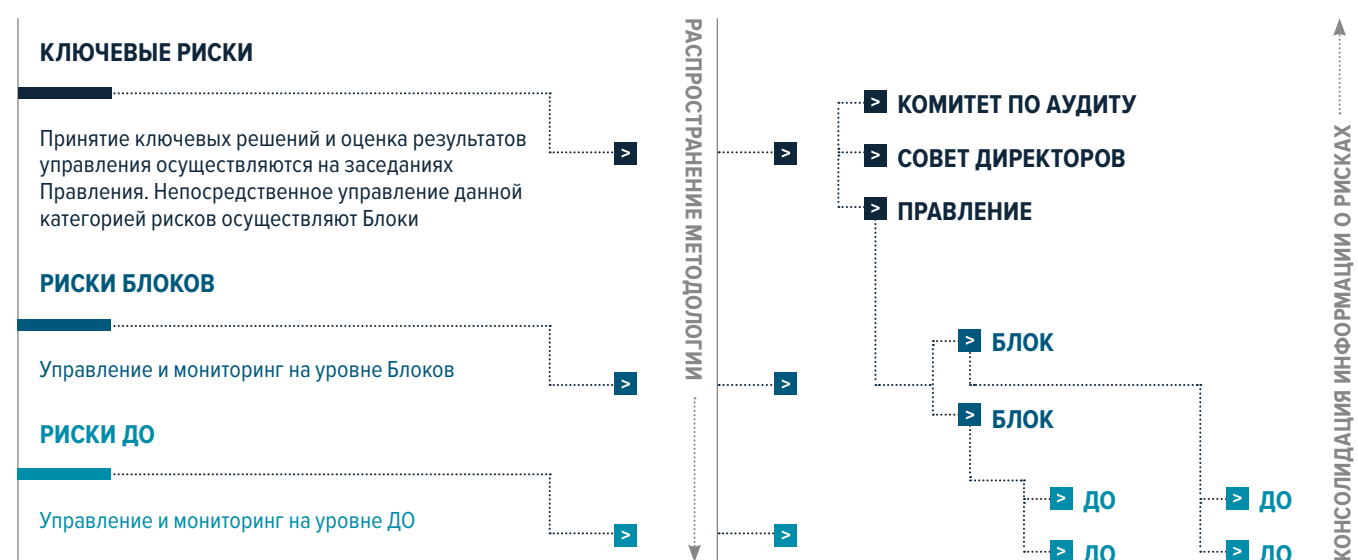 КЛЮЧЕВЫЕ РИСКИ
Принятие ключевых решений и оценка результатов
управления осуществляются на заседаниях
Правления. Непосредственное управление данной
категорией рисков осуществляют Блоки
РИСКИ БЛОКОВ
Управление и мониторинг на уровне Блоков
РИСКИ ДО
Управление и мониторинг на уровне ДО
РАСПРОСТРАНЕНИЕ МЕТОДОЛОГИИ
КОМИТЕТ ПО АУДИТУ
СОВЕТ ДИРЕКТОРОВ
ПРАВЛЕНИЕ
БЛОК
БЛОК
ДО
ДО
ДО
ДО
КОНСОЛИДАЦИЯ ИНФОРМАЦИИ О РИСКАХ